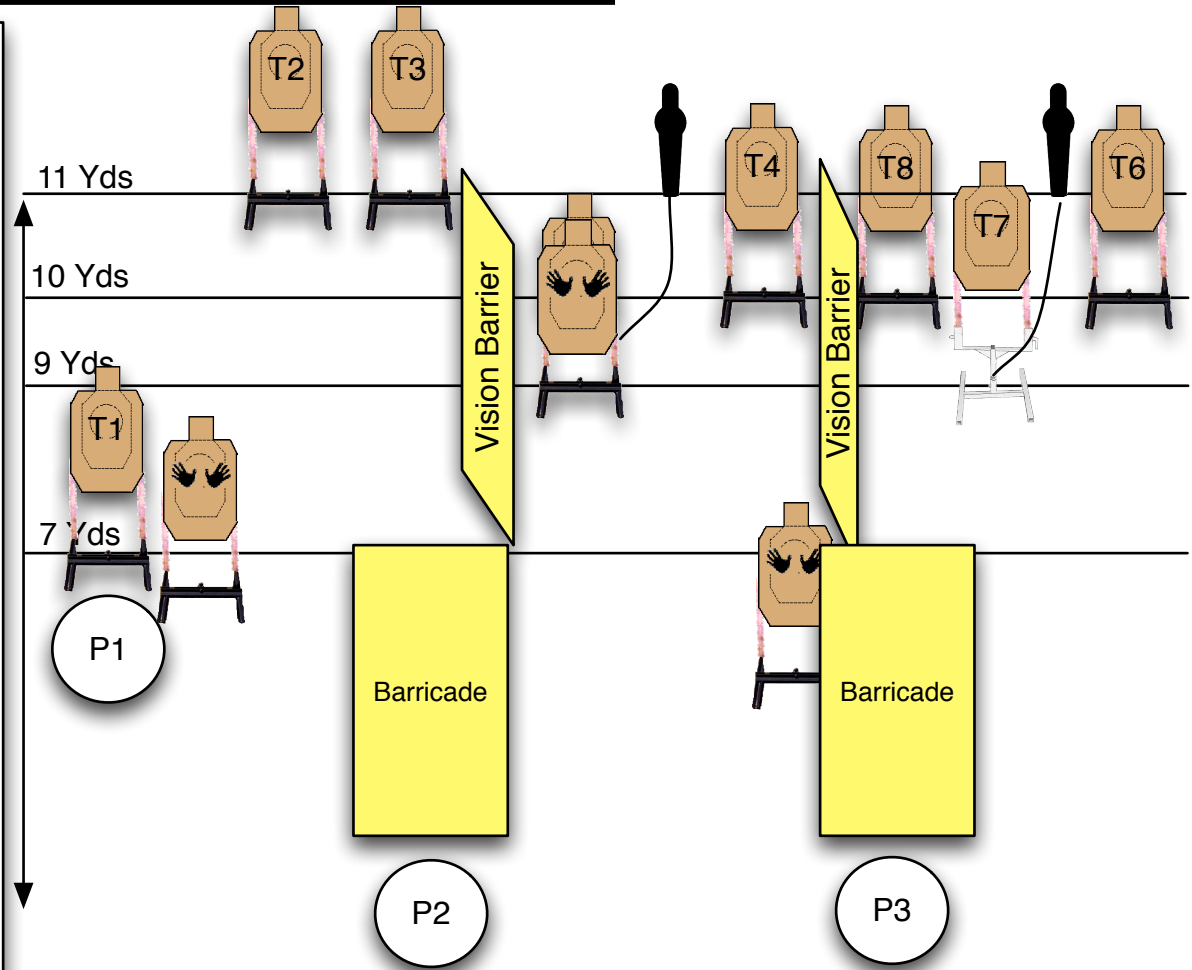 T2
T3
11 Yds
T4
T8
T6
T7
10 Yds
Vision Barrier
Vision Barrier
9 Yds
T1
7 Yds
P1
Barricade
Barricade
P2
P3